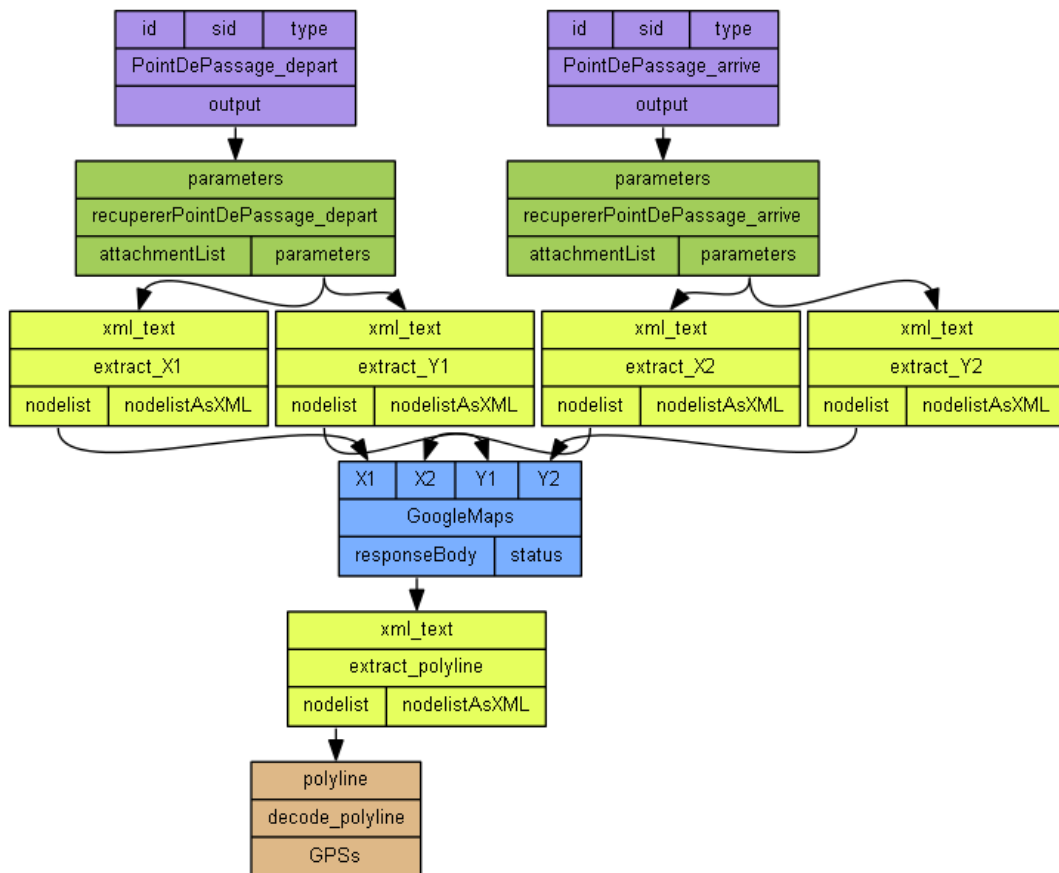 id sid type id sid type
PointDePassage_depart PointDePassage_arrive
output output
parameters parameters
recupererPointDePassage_depart recupererPointDePassage_arrive
attachmentList parameters attachmentList parameters
xml_text xml_text xml_text xml_text
extract_X1 extract_Y1 extract_X2 extract_Y2
nodelist nodelistAsXML nodelist nodelistAsXML nodelist nodelistAsXML nodelist nodelistAsXML
X1 X2 Y1 Y2
GoogleMaps
responseBody status
xml_text
extract_polyline
nodelist nodelistAsXML
polyline
decode_polyline
GPSs